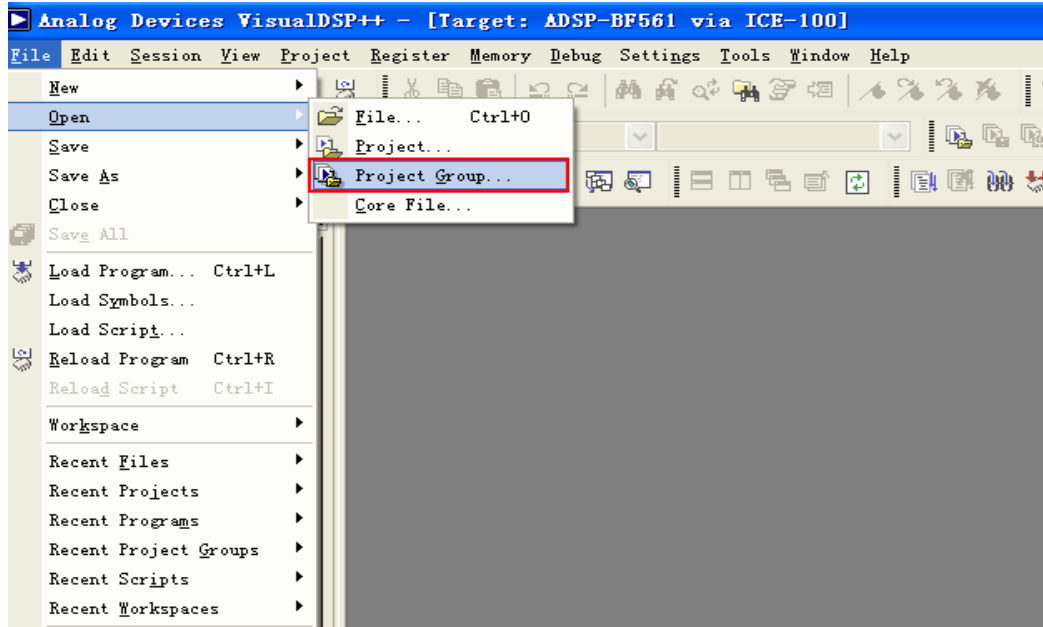 Analog Devices VisualDSP++ - [Target: ADSP-BF561 via ICE-100]
File Edit Session View Project Register Memory Debug Settings Tools Window Help
New
Open
Save
Save As
Close
Save All
Load Program... Ctrl+L
Load Symbols...
Load Script...
Reload Program Ctrl+R
Reload Script Ctrl+I
Workspace
Recent Files
Recent Projects
Recent Programs
Recent Project Groups
Recent Scripts
Recent Workspaces
File... Ctrl+O
Project...
Project Group...
Core File...